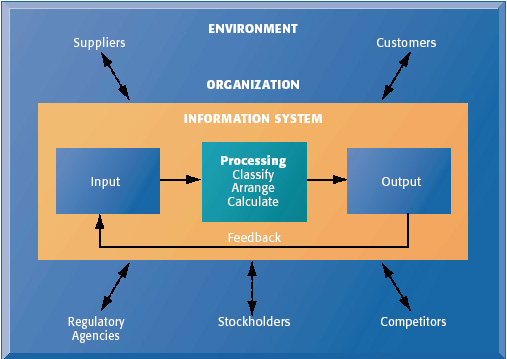 ENVIRONMENT
Suppliers
Customers
ORGANIZATION
INFORMATION SYSTEM
Input
Processing
Classify
Arrange
Calculate
Output
Feedback
Regulatory
Agencies
Stockholders
Competitors